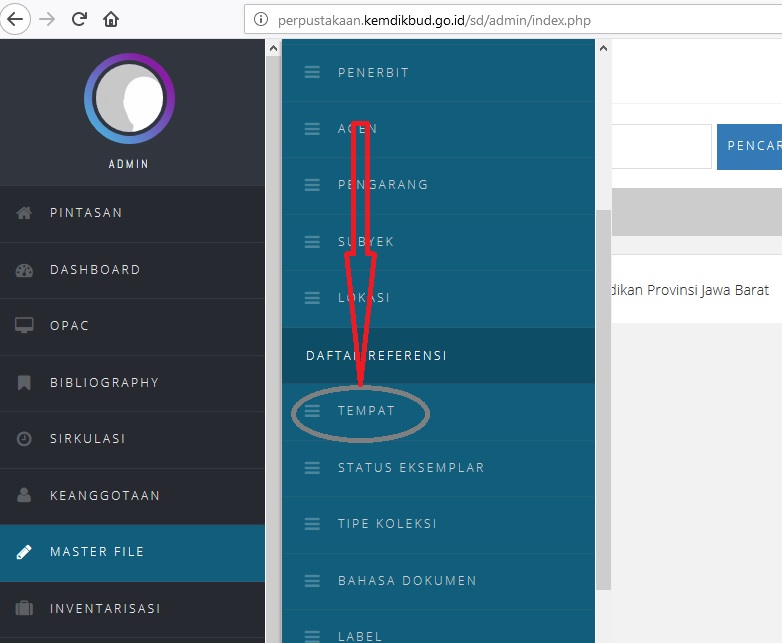 perpustakaan.kemdikbud.go.id/sd/admin/index.php
ADMIN
PINTASAN
DASHBOARD
OPAC
BIBLIOGRAPHY
SIRKULASI
KEANGGOTAAN
MASTER FILE
INVENTARISASI
PENERBIT
AGEN
PENGARANG
SUBYEK
LOKASI
DAFTAR REFERENSI
TEMPAT
STATUS EKSEMPLAR
TIPE KOLEKSI
BAHASA DOKUMEN
LABEL
PENCAR
dikan Provinsi Jawa Barat